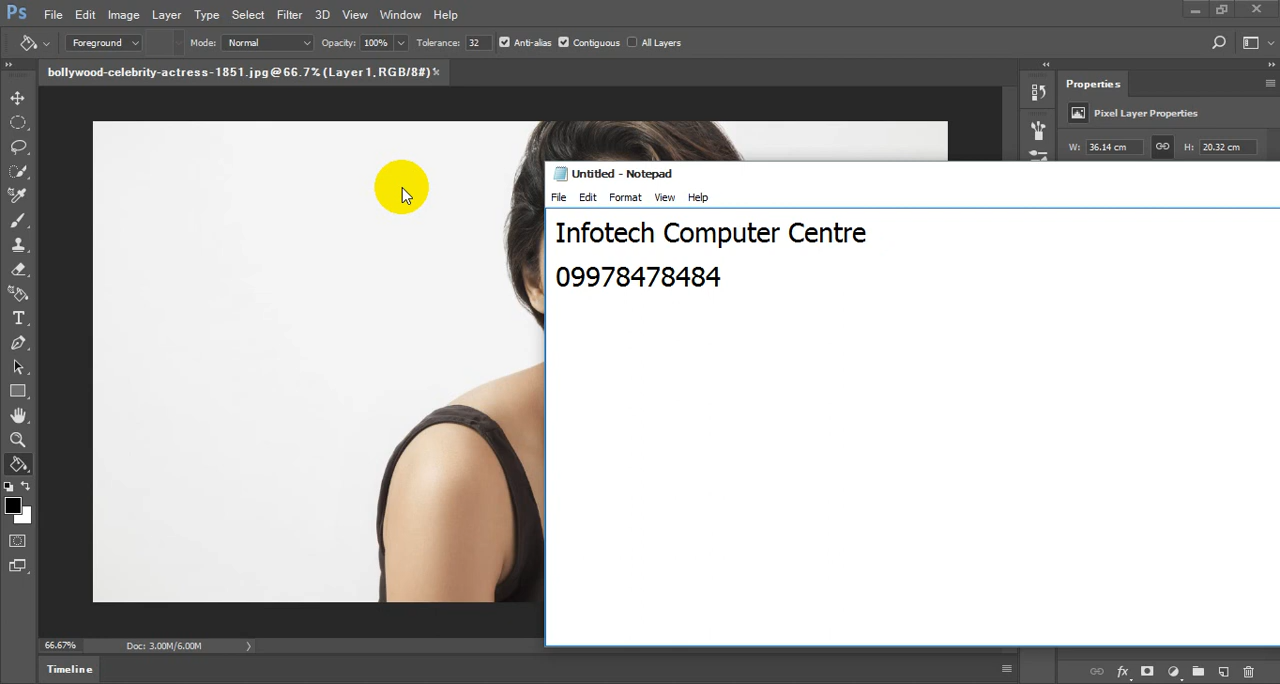 Ps File Edit Image Layer Type Select Filter 3D View Window Help
Foreground Mode: Normal Opacity: 100% Tolerance: 32 Anti-alias Contiguous All Layers
bollywood-celebrity-actress-1851.jpg @ 66.7% (Layer 1, RGB/8#) *
Properties
Pixel Layer Properties
W: 36.14 cm H: 20.32 cm
Untitled - Notepad
File Edit Format View Help
Infotech Computer Centre
09978478484
T
66.67% Doc: 3.00M/6.00M
Timeline
fx